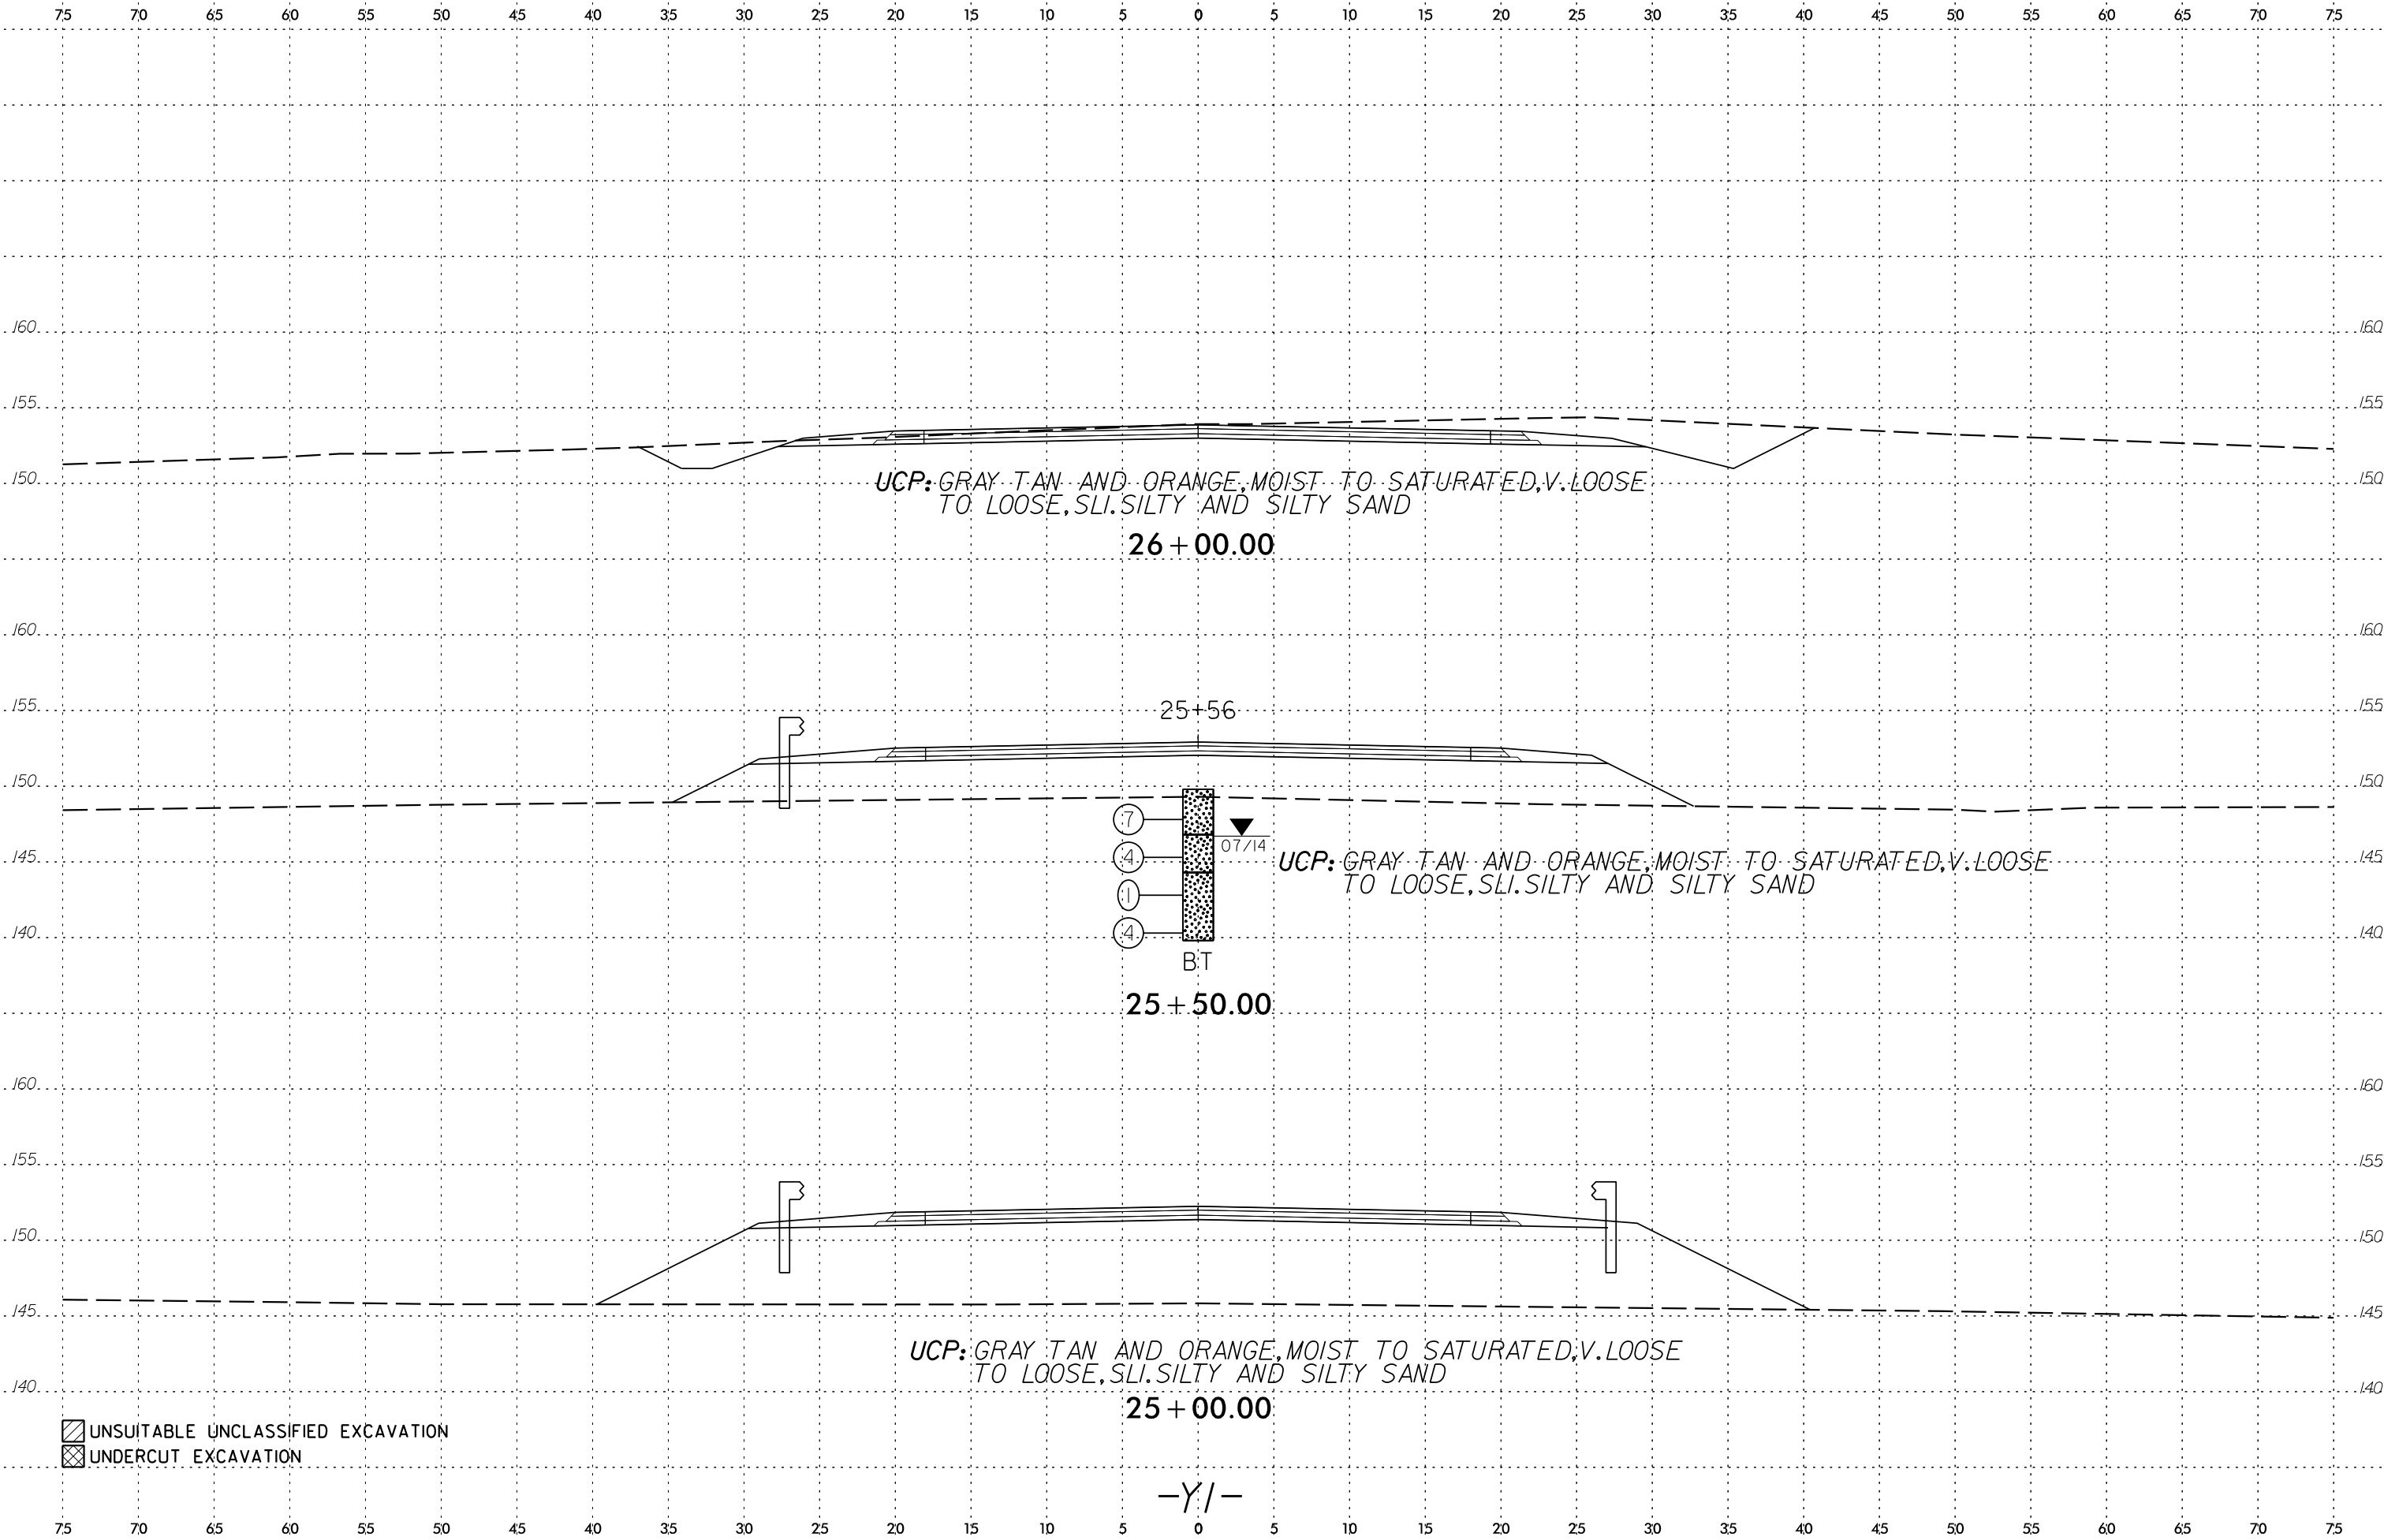 75 70 65 60 55 50 45 40 35 30 25 20 15 10 5 0 5 10 15 20 25 30 35 40 45 50 55 60 65 70 75
160 160
155 155
150 150
UCP: GRAY TAN AND ORANGE, MOIST TO SATURATED, V. LOOSE
TO LOOSE, SLI. SILTY AND SILTY SAND
26+00.00
160 160
155 155
25+56
150 150
7
07/14
4
145 145
UCP: GRAY TAN AND ORANGE, MOIST TO SATURATED, V. LOOSE
TO LOOSE, SLI. SILTY AND SILTY SAND
1
4
140 140
BT
25+50.00
160 160
155 155
150 150
145 145
UCP: GRAY TAN AND ORANGE, MOIST TO SATURATED, V. LOOSE
TO LOOSE, SLI. SILTY AND SILTY SAND
140 140
25+00.00
UNSUITABLE UNCLASSIFIED EXCAVATION
UNDERCUT EXCAVATION
-Y1-
75 70 65 60 55 50 45 40 35 30 25 20 15 10 5 0 5 10 15 20 25 30 35 40 45 50 55 60 65 70 75